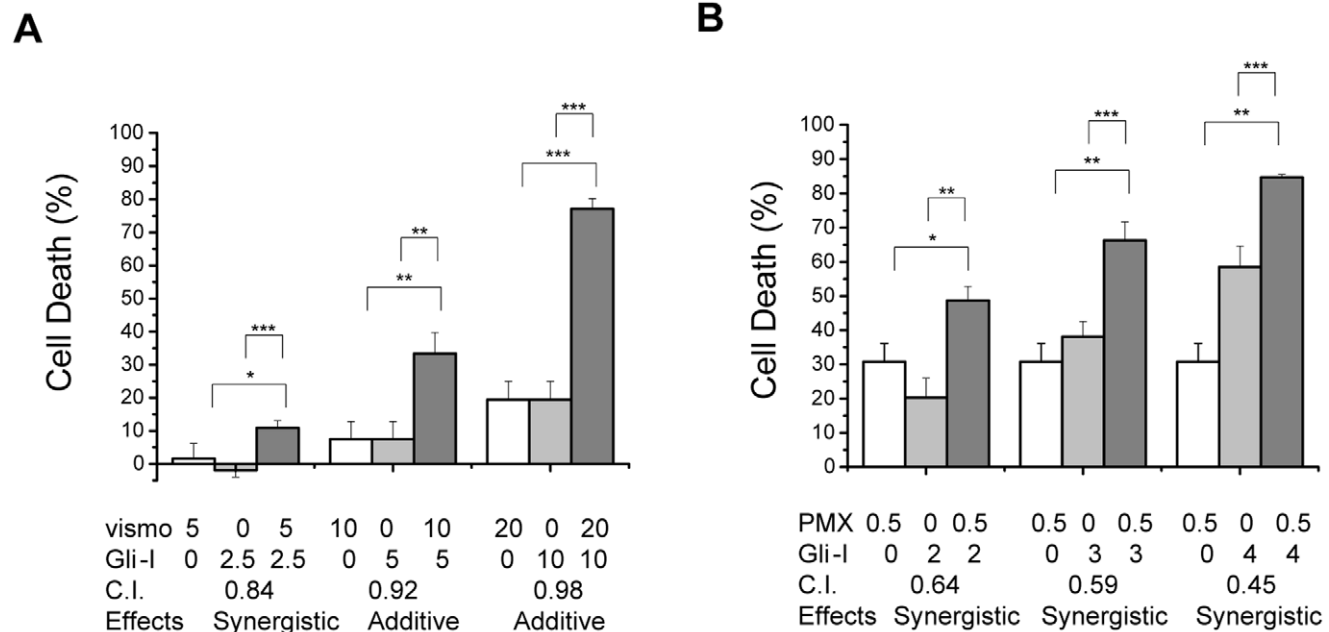 A
Cell Death (%)
100
90
80
70
60
50
40
30
20
10
0
***
*
**
**
***
***
vismo 5 0 5 10 0 10 20 0 20
Gli-I 0 2.5 2.5 0 5 5 0 10 10
C.I. 0.84 0.92 0.98
Effects Synergistic Additive Additive
B
Cell Death (%)
100
90
80
70
60
50
40
30
20
10
0
**
*
***
**
***
**
PMX 0.5 0 0.5 0.5 0 0.5 0.5 0 0.5
Gli-I 0 2 2 0 3 3 0 4 4
C.I. 0.64 0.59 0.45
Effects Synergistic Synergistic Synergistic